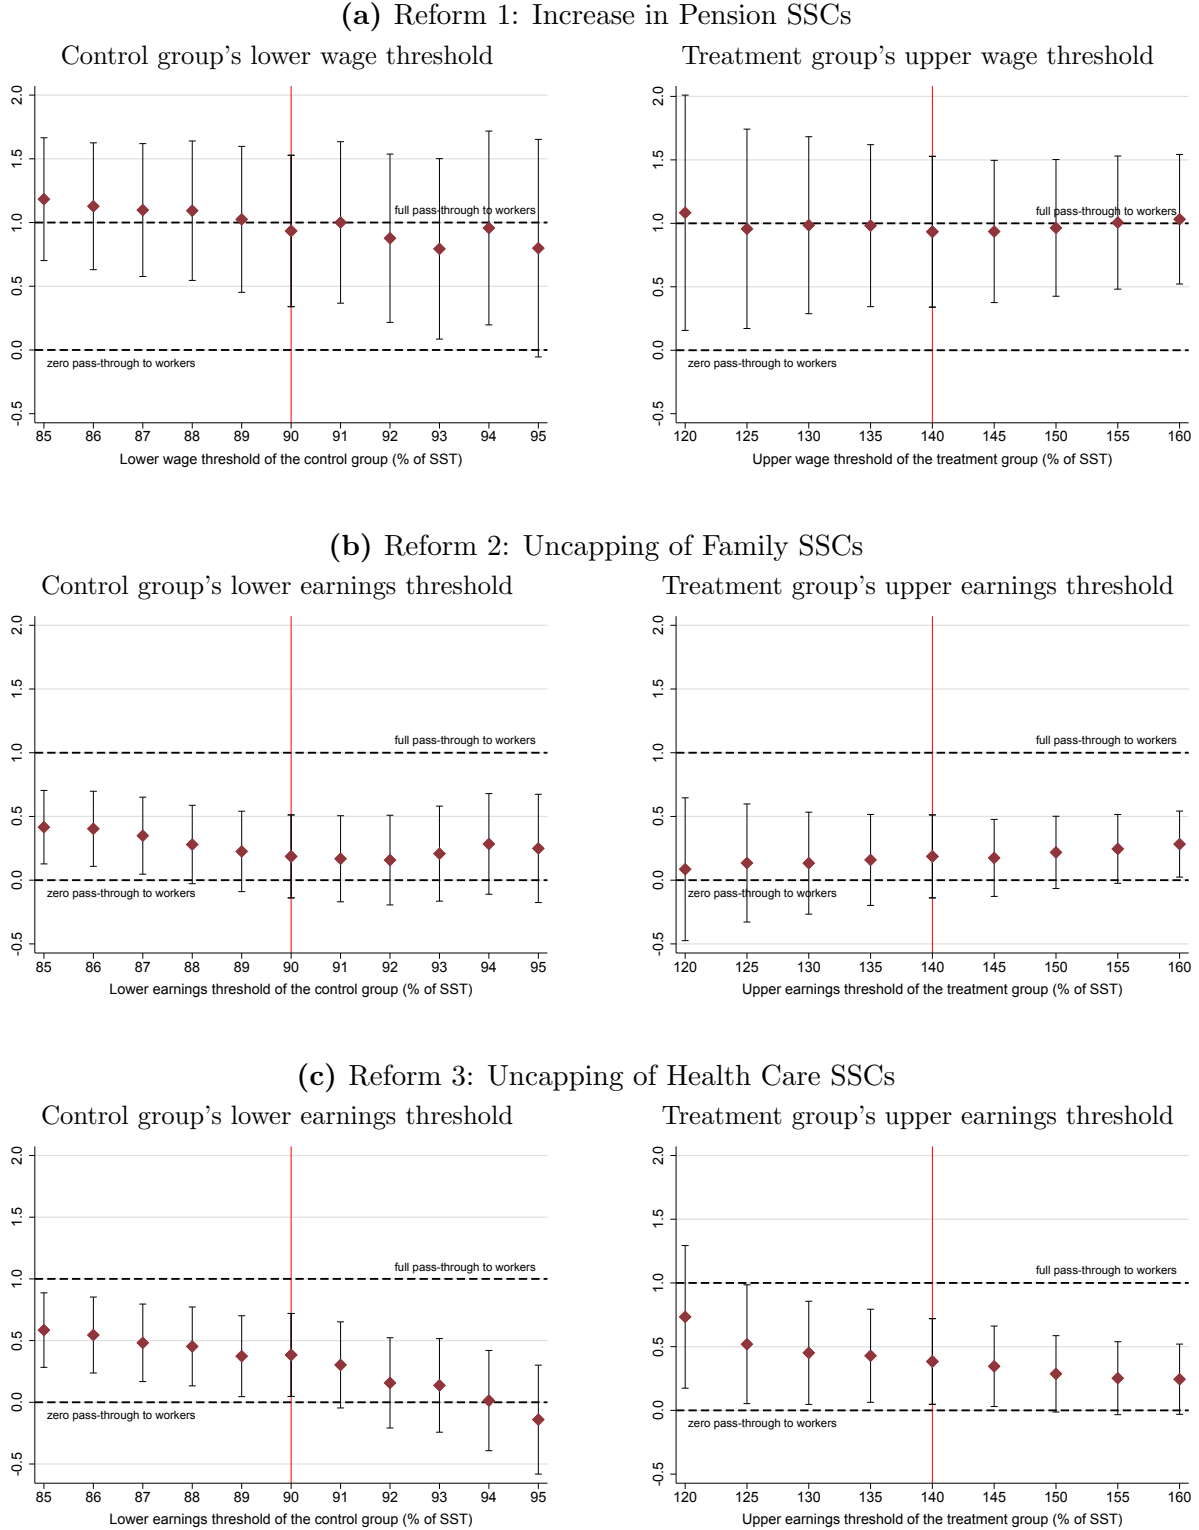 (a) Reform 1: Increase in Pension SSCs
Control group's lower wage threshold
2.0
1.5
1.0
0.5
0.0
-0.5
full pass-through to workers
zero pass-through to workers
85 86 87 88 89 90 91 92 93 94 95
Lower wage threshold of the control group (% of SST)
Treatment group's upper wage threshold
2.0
1.5
1.0
0.5
0.0
-0.5
full pass-through to workers
zero pass-through to workers
120 125 130 135 140 145 150 155 160
Upper wage threshold of the treatment group (% of SST)
(b) Reform 2: Uncapping of Family SSCs
Control group's lower earnings threshold
2.0
1.5
1.0
0.5
0.0
-0.5
full pass-through to workers
zero pass-through to workers
85 86 87 88 89 90 91 92 93 94 95
Lower earnings threshold of the control group (% of SST)
Treatment group's upper earnings threshold
2.0
1.5
1.0
0.5
0.0
-0.5
full pass-through to workers
zero pass-through to workers
120 125 130 135 140 145 150 155 160
Upper earnings threshold of the treatment group (% of SST)
(c) Reform 3: Uncapping of Health Care SSCs
Control group's lower earnings threshold
2.0
1.5
1.0
0.5
0.0
-0.5
full pass-through to workers
zero pass-through to workers
85 86 87 88 89 90 91 92 93 94 95
Lower earnings threshold of the control group (% of SST)
Treatment group's upper earnings threshold
2.0
1.5
1.0
0.5
0.0
-0.5
full pass-through to workers
zero pass-through to workers
120 125 130 135 140 145 150 155 160
Upper earnings threshold of the treatment group (% of SST)